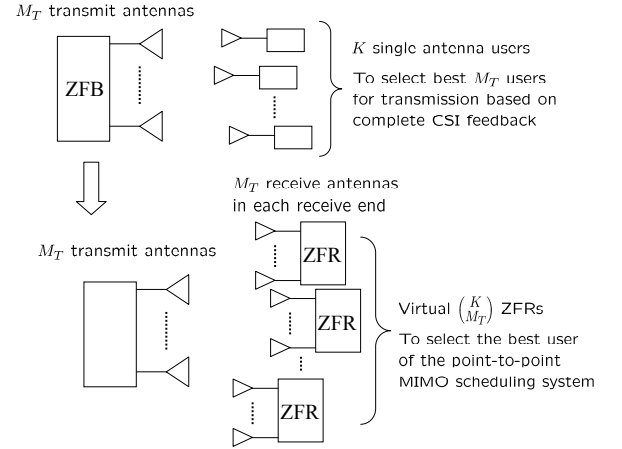 M_T transmit antennas
ZFB
K single antenna users
To select best M_T users
for transmission based on
complete CSI feedback
M_T receive antennas
in each receive end
M_T transmit antennas
ZFR
ZFR
ZFR
Virtual (K M_T) ZFRs
To select the best user
of the point-to-point
MIMO scheduling system